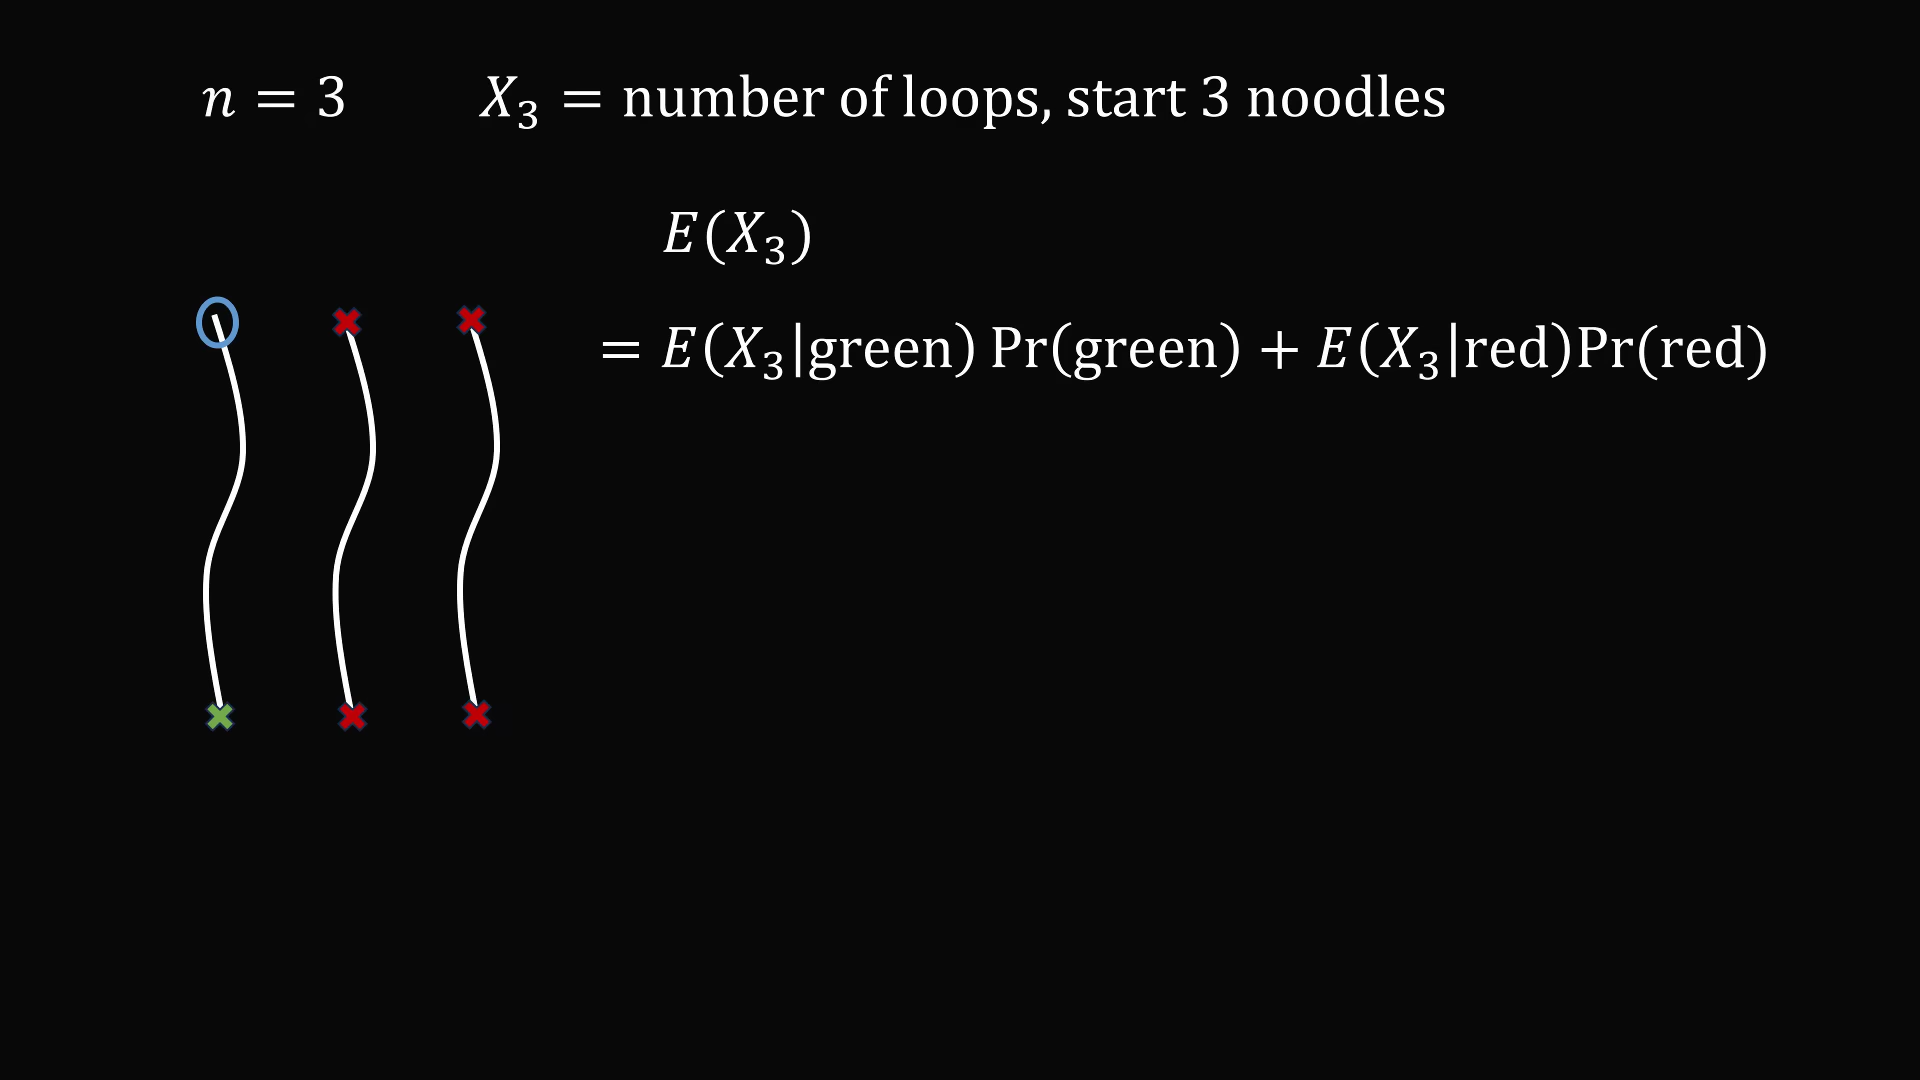 n = 3 X₃ = number of loops, start 3 noodles
E(X₃)
= E(X₃|green) Pr(green) + E(X₃|red)Pr(red)